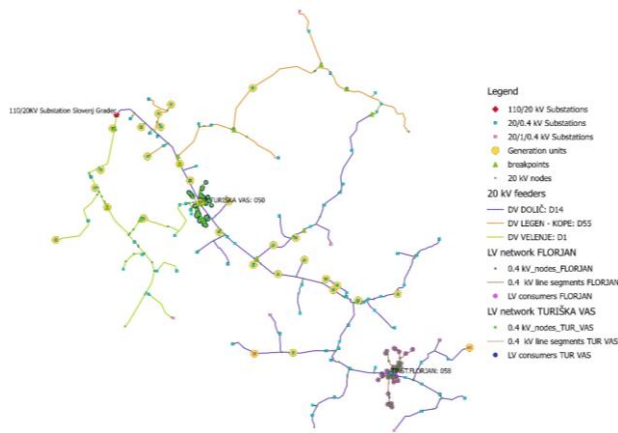 110/20KV Substation Slovenj Gradec
TURIŠKA VAS: 050
FLORJAN: 058
Legend
110/20 kV Substations
20/0.4 kV Substations
20/1/0.4 kV Substations
Generation units
breakpoints
20 kV nodes
20 kV feeders
DV DOLIČ: D14
DV LEGEN - KOPE: D55
DV VELENJE: D1
LV network FLORJAN
0.4 kV_nodes_FLORJAN
0.4 kV line segments FLORJAN
LV consumers FLORJAN
LV network TURIŠKA VAS
0.4 kV_nodes_TUR_VAS
0.4 kV line segments TUR VAS
LV consumers TUR VAS